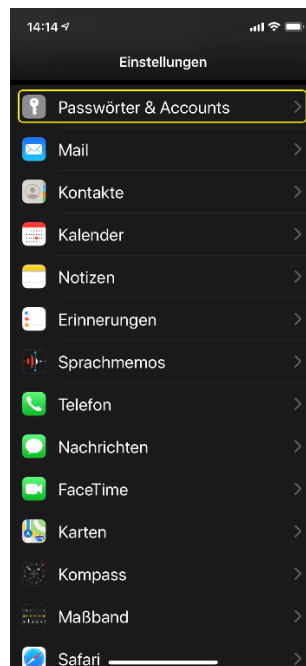 14:14
Einstellungen
Passwörter & Accounts
Mail
Kontakte
Kalender
Notizen
Erinnerungen
Sprachmemos
Telefon
Nachrichten
FaceTime
Karten
Kompass
Maßband
Safari